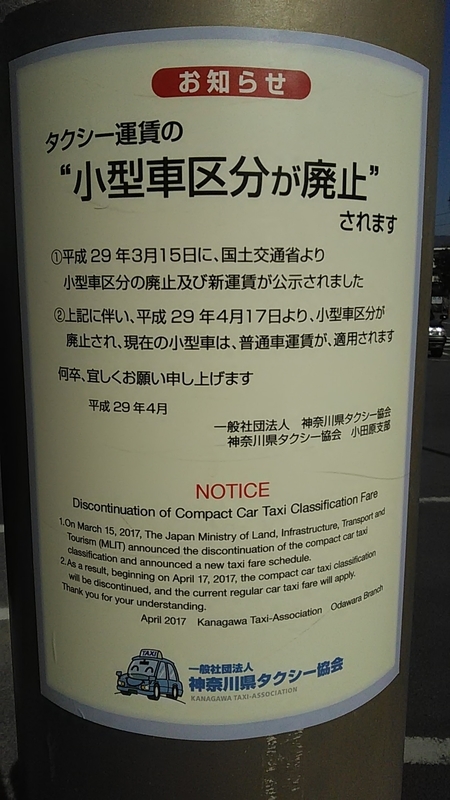 お知らせ
タクシー運賃の
“小型車区分が廃止”
されます
①平成29年3月15日に、国土交通省より
小型車区分の廃止及び新運賃が公示されました
②上記に伴い、平成29年4月17日より、小型車区分が
廃止され、現在の小型車は、普通車運賃が、適用されます
何卒、宜しくお願い申し上げます
平成29年4月
一般社団法人 神奈川県タクシー協会
神奈川県タクシー協会 小田原支部
NOTICE
Discontinuation of Compact Car Taxi Classification Fare
1.On March 15, 2017, The Japan Ministry of Land, Infrastructure, Transport and
Tourism (MLIT) announced the discontinuation of the compact car taxi
classification and announced a new taxi fare schedule.
2.As a result, beginning on April 17, 2017, the compact car taxi classification
will be discontinued, and the current regular car taxi fare will apply.
Thank you for your understanding.
April 2017 Kanagawa Taxi-Association Odawara Branch
TAXI
一般社団法人
神奈川県タクシー協会
KANAGAWA TAXI-ASSOCIATION